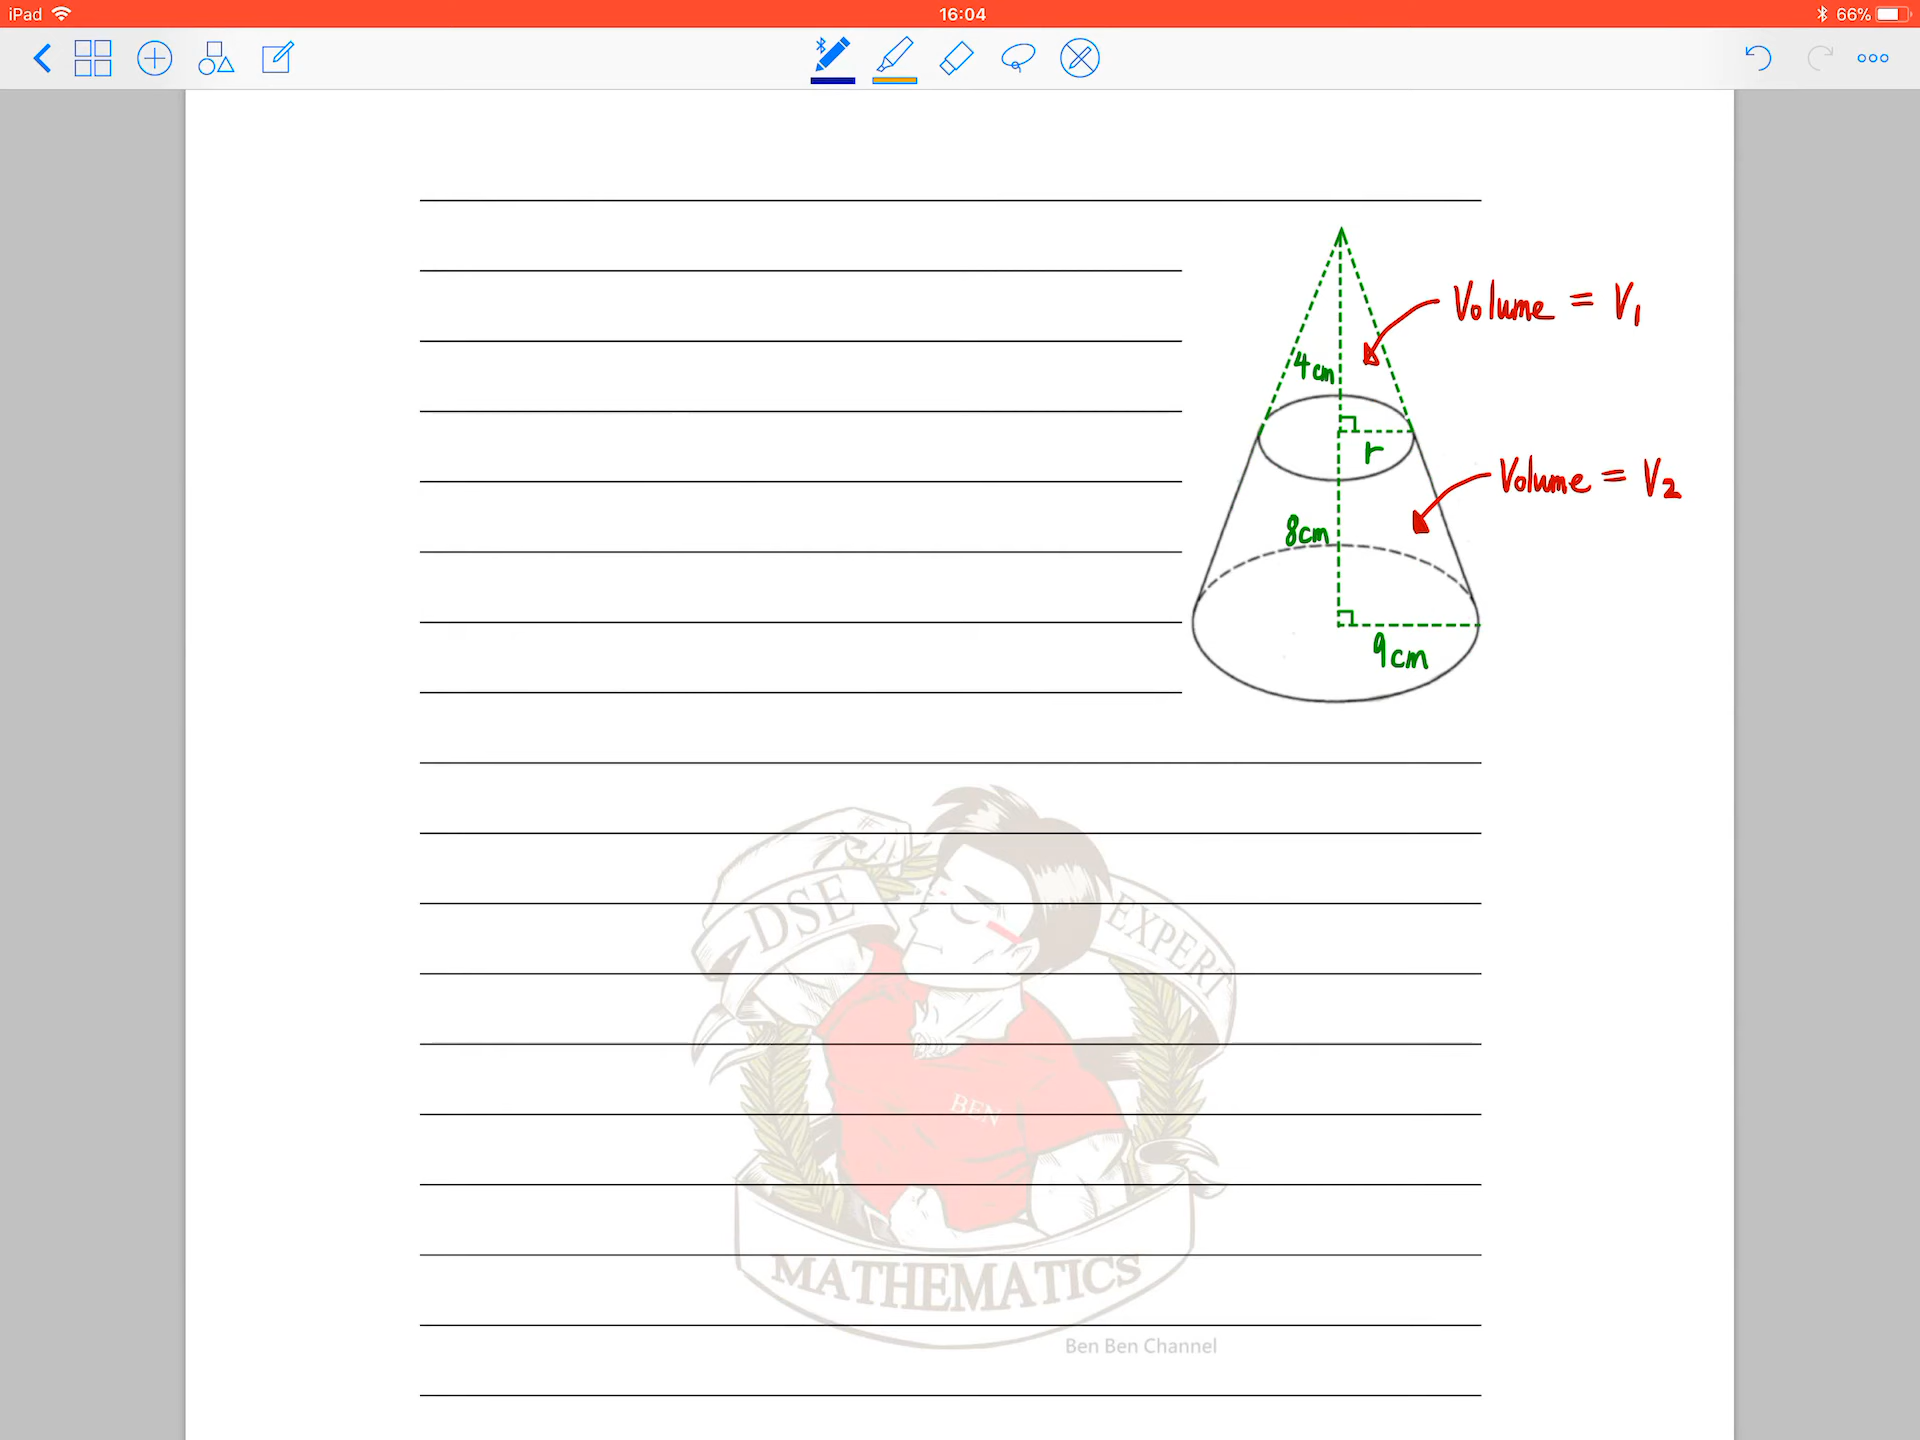 iPad 16:04 66%
Volume = V₁
4cm
r
Volume = V₂
8cm
9cm
DSE EXPERT
BEN
MATHEMATICS
Ben Ben Channel